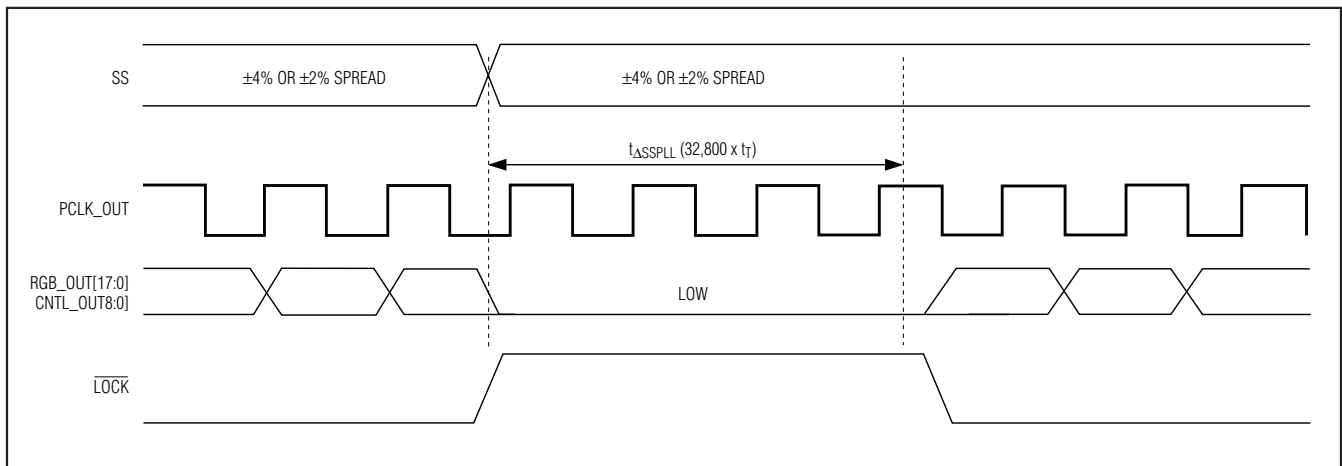 SS
±4% OR ±2% SPREAD
±4% OR ±2% SPREAD
tΔSSPLL (32,800 x tT)
PCLK_OUT
RGB_OUT[17:0]
CNTL_OUT8:0]
LOW
LOCK